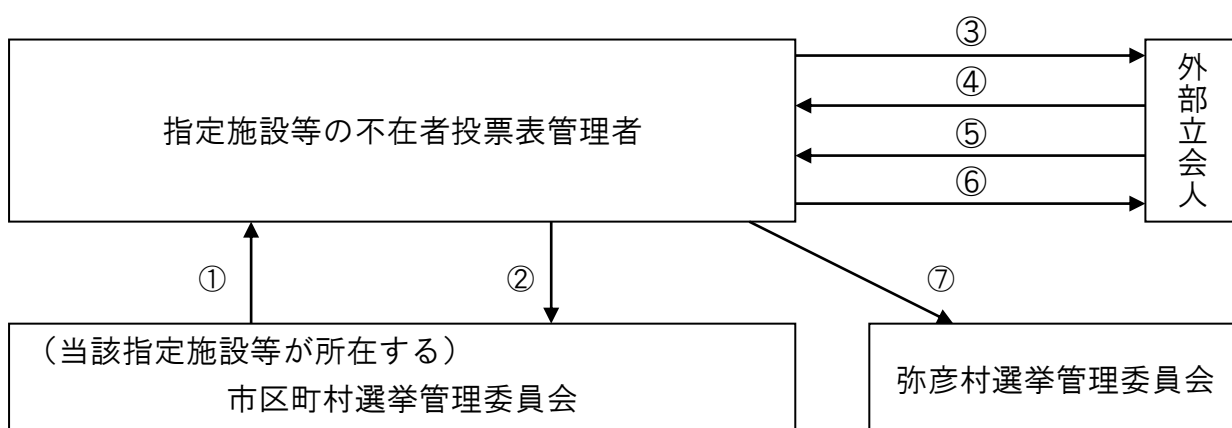 ③
④
⑤
⑥
指定施設等の不在者投票表管理者
外部立会人
①
②
⑦
(当該指定施設等が所在する)
市区町村選挙管理委員会
弥彦村選挙管理委員会